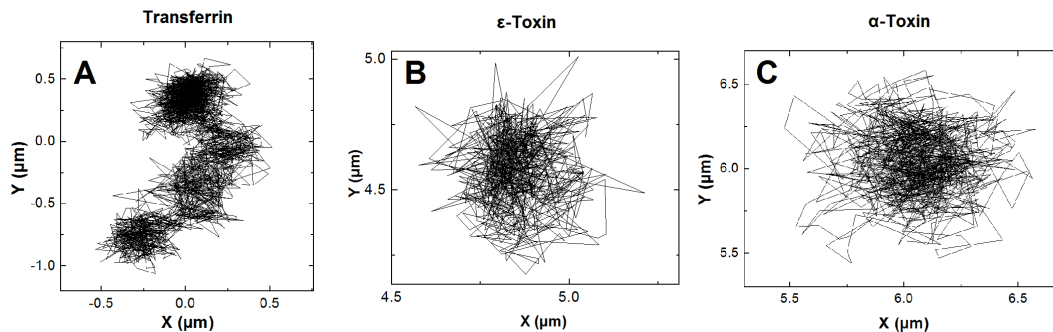 Transferrin
A
Y (µm)
0.5
0.0
-0.5
-1.0
-0.5
0.0
0.5
X (µm)
ε-Toxin
B
Y (µm)
5.0
4.5
4.5
5.0
X (µm)
α-Toxin
C
Y (µm)
6.5
6.0
5.5
5.5
6.0
6.5
X (µm)